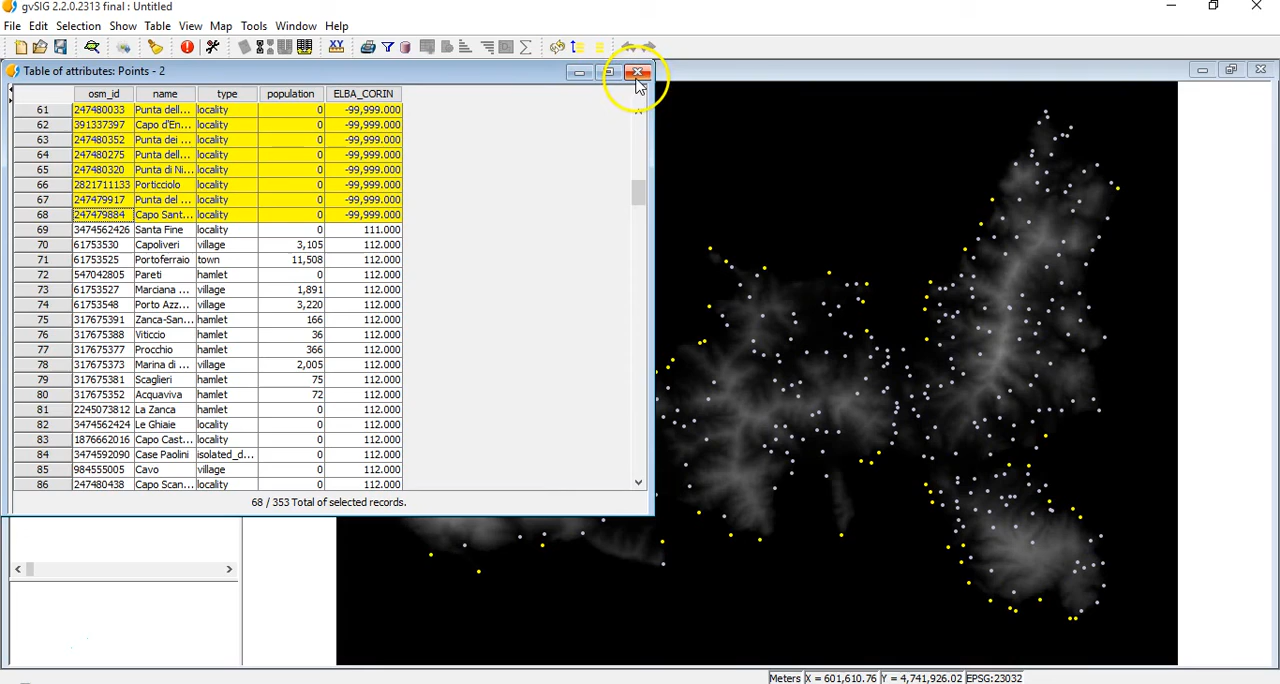 gvSIG 2.2.0.2313 final : Untitled
File Edit Selection Show Table View Map Tools Window Help
Table of attributes: Points - 2
osm_id name type population ELBA_CORIN
61 247480033 Punta dell... locality 0 -99,999.000
62 391337397 Capo d'En... locality 0 -99,999.000
63 247480352 Punta dei ... locality 0 -99,999.000
64 247480275 Punta dell... locality 0 -99,999.000
65 247480320 Punta di Ni... locality 0 -99,999.000
66 2821711133 Porticciolo locality 0 -99,999.000
67 247479917 Punta del ... locality 0 -99,999.000
68 247479884 Capo Sant... locality 0 -99,999.000
69 3474562426 Santa Fine locality 0 111.000
70 61753530 Capoliveri village 3,105 112.000
71 61753525 Portoferraio town 11,508 112.000
72 547042805 Pareti hamlet 0 112.000
73 61753527 Marciana ... village 1,891 112.000
74 61753548 Porto Azz... village 3,220 112.000
75 317675391 Zanca-San... hamlet 166 112.000
76 317675388 Viticcio hamlet 36 112.000
77 317675377 Procchio hamlet 366 112.000
78 317675373 Marina di ... village 2,005 112.000
79 317675381 Scaglieri hamlet 75 112.000
80 317675352 Acquaviva hamlet 72 112.000
81 2245073812 La Zanca hamlet 0 112.000
82 3474562424 Le Ghiaie locality 0 112.000
83 1876662016 Capo Cast... locality 0 112.000
84 3474592090 Case Paolini isolated_d... 0 112.000
85 984555005 Cavo village 0 112.000
86 247480438 Capo Scan... locality 0 112.000
68 / 353 Total of selected records.
Meters X = 601,610.76 Y = 4,741,926.02 EPSG:23032